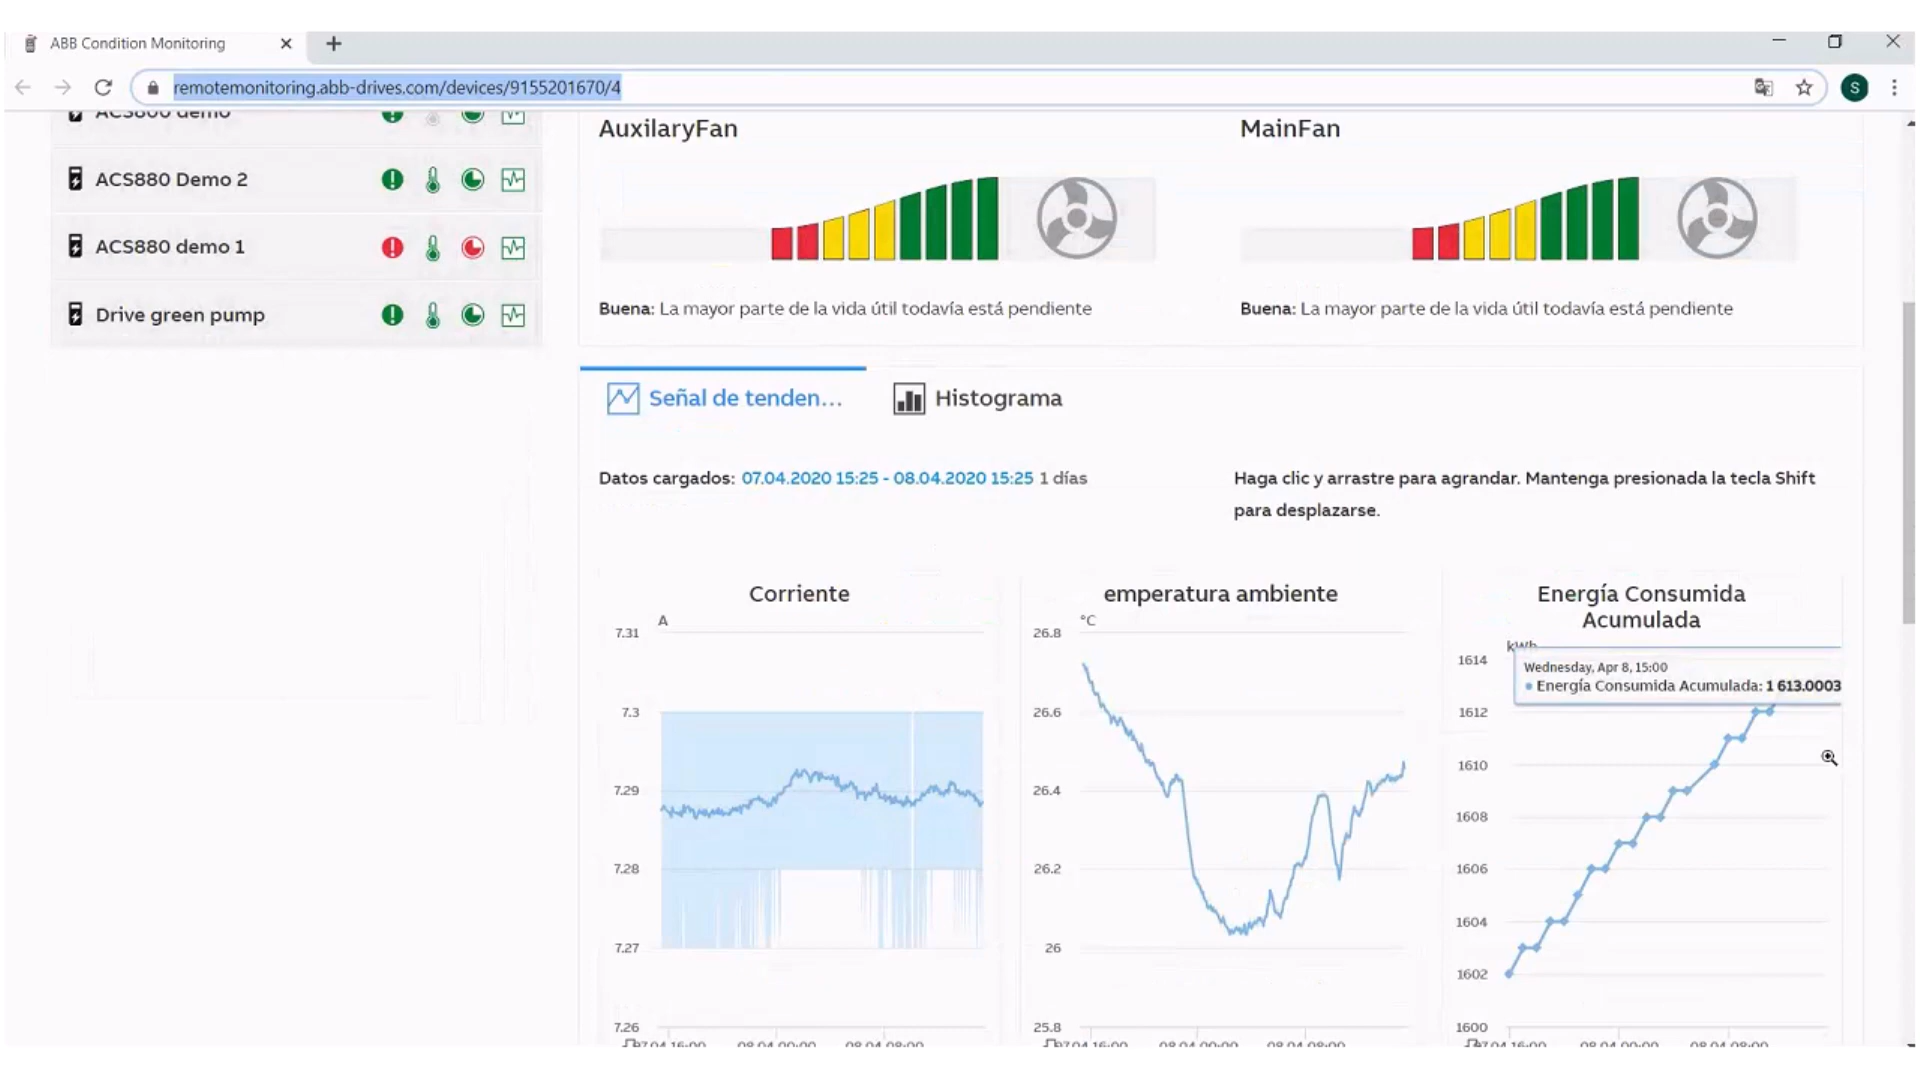 ABB Condition Monitoring
remotemonitoring.abb-drives.com/devices/9155201670/4
S
ACS880 Demo 2
ACS880 demo 1
Drive green pump
AuxilaryFan
MainFan
Buena: La mayor parte de la vida útil todavía está pendiente
Buena: La mayor parte de la vida útil todavía está pendiente
Señal de tenden...
Histograma
Datos cargados: 07.04.2020 15:25 - 08.04.2020 15:25 1 días
Haga clic y arrastre para agrandar. Mantenga presionada la tecla Shift
para desplazarse.
Corriente
A
7.31
7.3
7.29
7.28
7.27
7.26
emperatura ambiente
°C
26.8
26.6
26.4
26.2
26
25.8
Energía Consumida
Acumulada
kWh
Wednesday, Apr 8, 15:00
Energía Consumida Acumulada: 1 613.0003
1614
1612
1610
1608
1606
1604
1602
1600